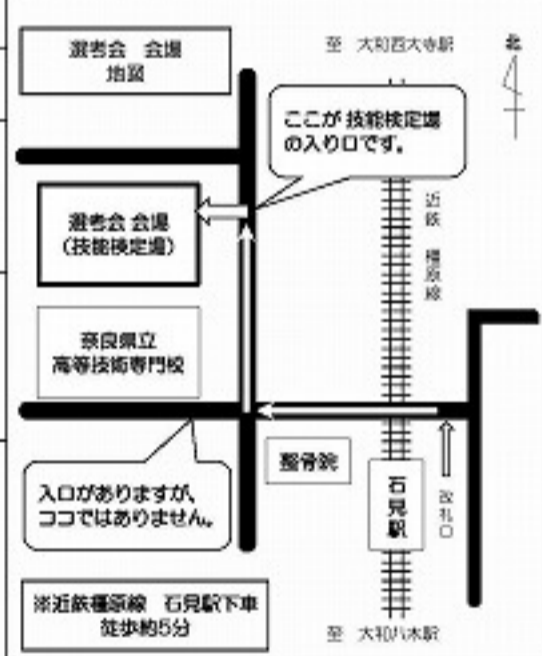 選考会 会場
地図
至 大和西大寺駅
北
ここが 技能検定場
の入り口です。
近鉄 橿原線
選考会 会場
(技能検定場)
奈良県立
高等技術専門校
整骨院
入口がありますが、
ココではありません。
石見駅
改札口
※近鉄橿原線 石見駅下車
徒歩約5分
至 大和八木駅